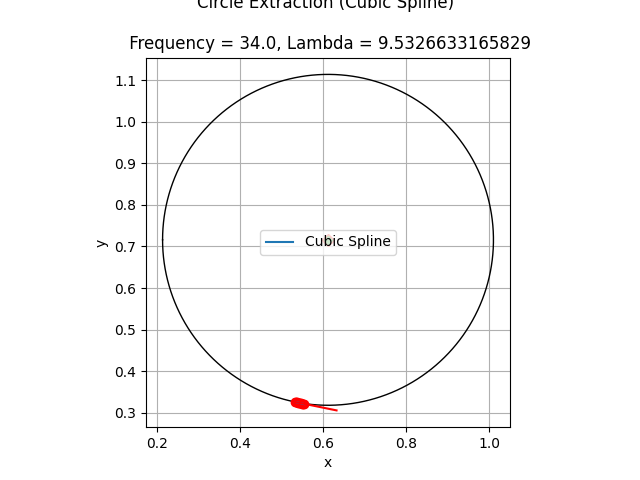 Circle Extraction (Cubic Spline)
Frequency = 34.0, Lambda = 9.5326633165829
1.1
1.0
0.9
0.8
0.7
0.6
0.5
0.4
0.3
y
Cubic Spline
0.2 0.4 0.6 0.8 1.0
x